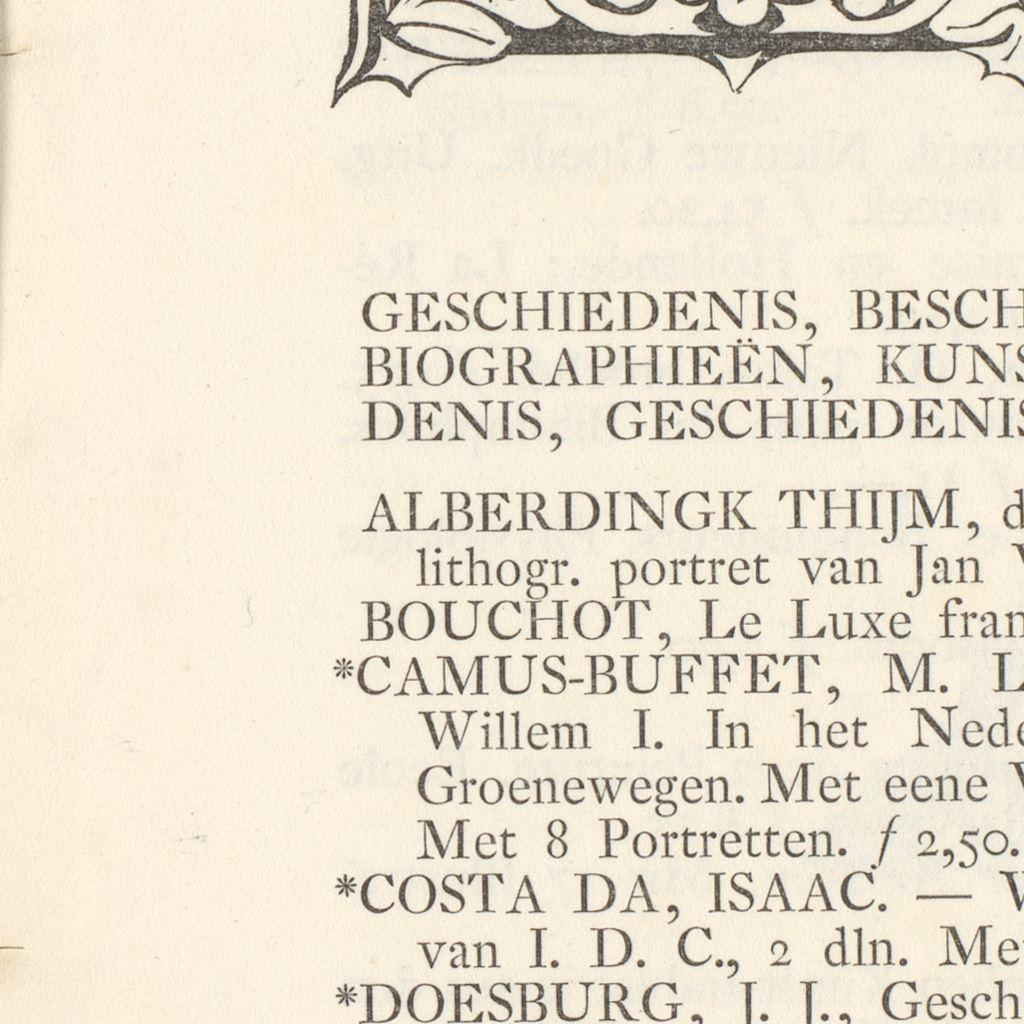 GESCHIEDENIS, BESCH
BIOGRAPHIEËN, KUNS
DENIS, GESCHIEDENIS
ALBERDINGK THIJM, d
lithogr. portret van Jan V
BOUCHOT, Le Luxe fran
*CAMUS-BUFFET, M. L
Willem I. In het Nede
Groenewegen. Met eene V
Met 8 Portretten. f 2,50.
*COSTA DA, ISAAC. — W
van I. D. C., 2 dln. Me
*DOESBURG, J. J., Gesch